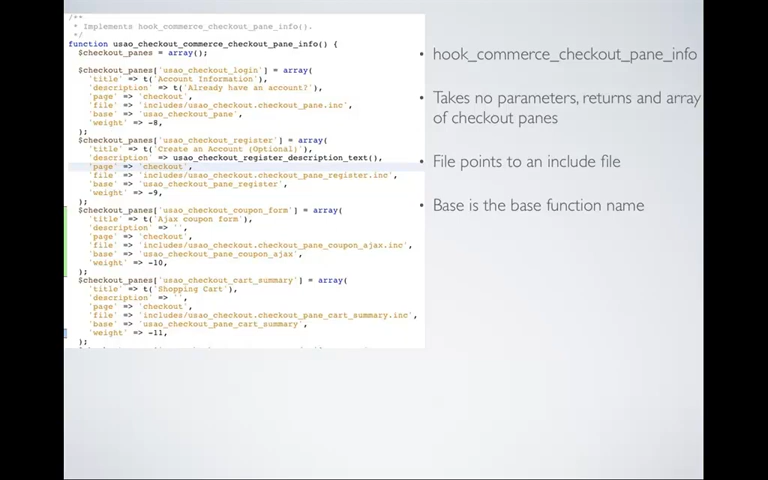 /**
 * Implements hook_commerce_checkout_pane_info().
 */
function usao_checkout_commerce_checkout_pane_info() {
  $checkout_panes = array();
  $checkout_panes['usao_checkout_login'] = array(
    'title' => t('Account Information'),
    'description' => t('Already have an account?'),
    'page' => 'checkout',
    'file' => 'includes/usao_checkout.checkout_pane.inc',
    'base' => 'usao_checkout_pane',
    'weight' => -8,
  );
  $checkout_panes['usao_checkout_register'] = array(
    'title' => t('Create an Account (Optional)'),
    'description' => usao_checkout_register_description_text(),
    'page' => 'checkout',
    'file' => 'includes/usao_checkout.checkout_pane_register.inc',
    'base' => 'usao_checkout_pane_register',
    'weight' => -9,
  );
  $checkout_panes['usao_checkout_coupon_form'] = array(
    'title' => t('Ajax coupon form'),
    'description' => '',
    'page' => 'checkout',
    'file' => 'includes/usao_checkout.checkout_pane_coupon_ajax.inc',
    'base' => 'usao_checkout_pane_coupon_ajax',
    'weight' => -10,
  );
  $checkout_panes['usao_checkout_cart_summary'] = array(
    'title' => t('Shopping Cart'),
    'description' => '',
    'page' => 'checkout',
    'file' => 'includes/usao_checkout.checkout_pane_cart_summary.inc',
    'base' => 'usao_checkout_pane_cart_summary',
    'weight' => -11,
  );
• hook_commerce_checkout_pane_info
• Takes no parameters, returns and array
of checkout panes
• File points to an include file
• Base is the base function name